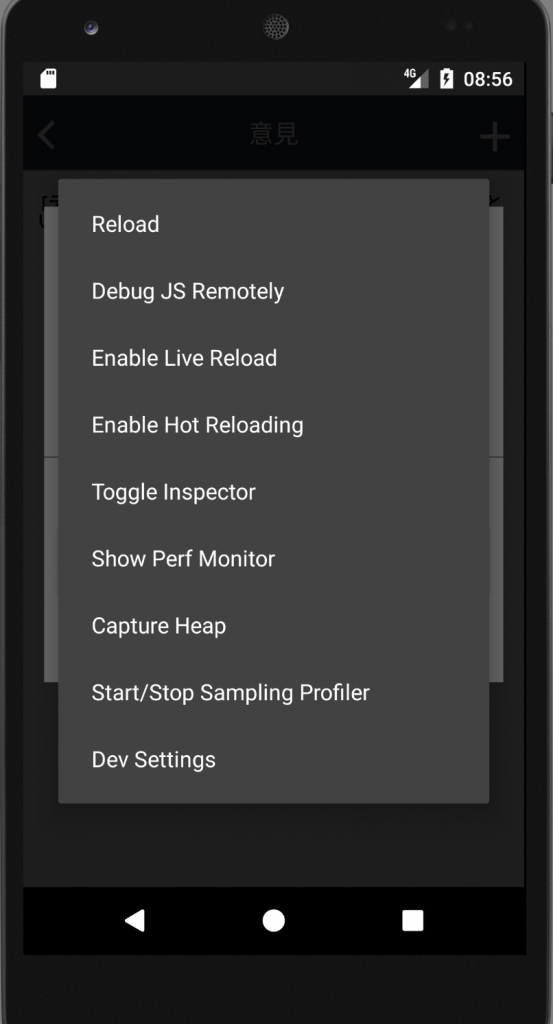 4G 08:56
意見
Reload
Debug JS Remotely
Enable Live Reload
Enable Hot Reloading
Toggle Inspector
Show Perf Monitor
Capture Heap
Start/Stop Sampling Profiler
Dev Settings